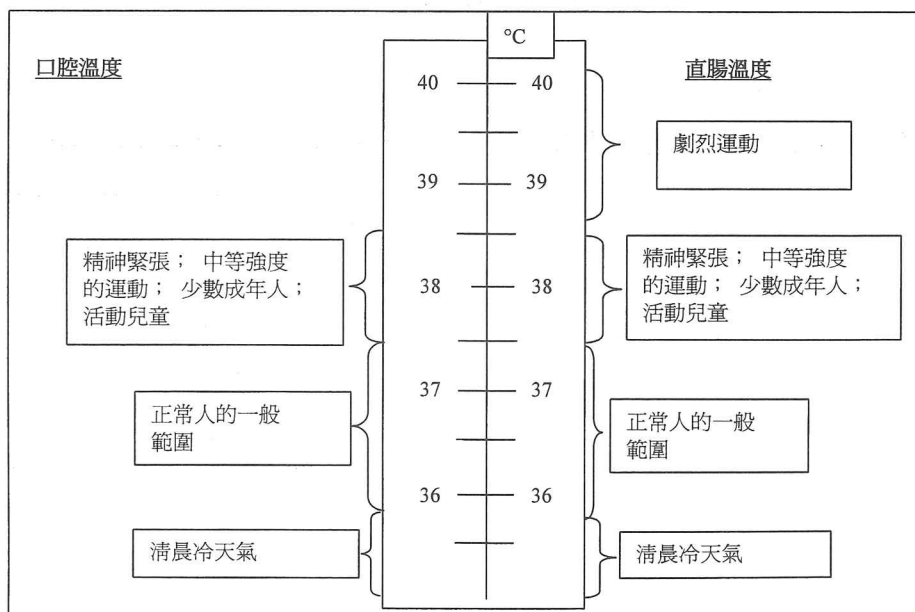 °C
口腔溫度
直腸溫度
40
40
劇烈運動
39
39
精神緊張； 中等強度
的運動； 少數成年人；
活動兒童
38
38
精神緊張； 中等強度
的運動； 少數成年人；
活動兒童
37
37
正常人的一般
範圍
正常人的一般
範圍
36
36
清晨冷天氣
清晨冷天氣